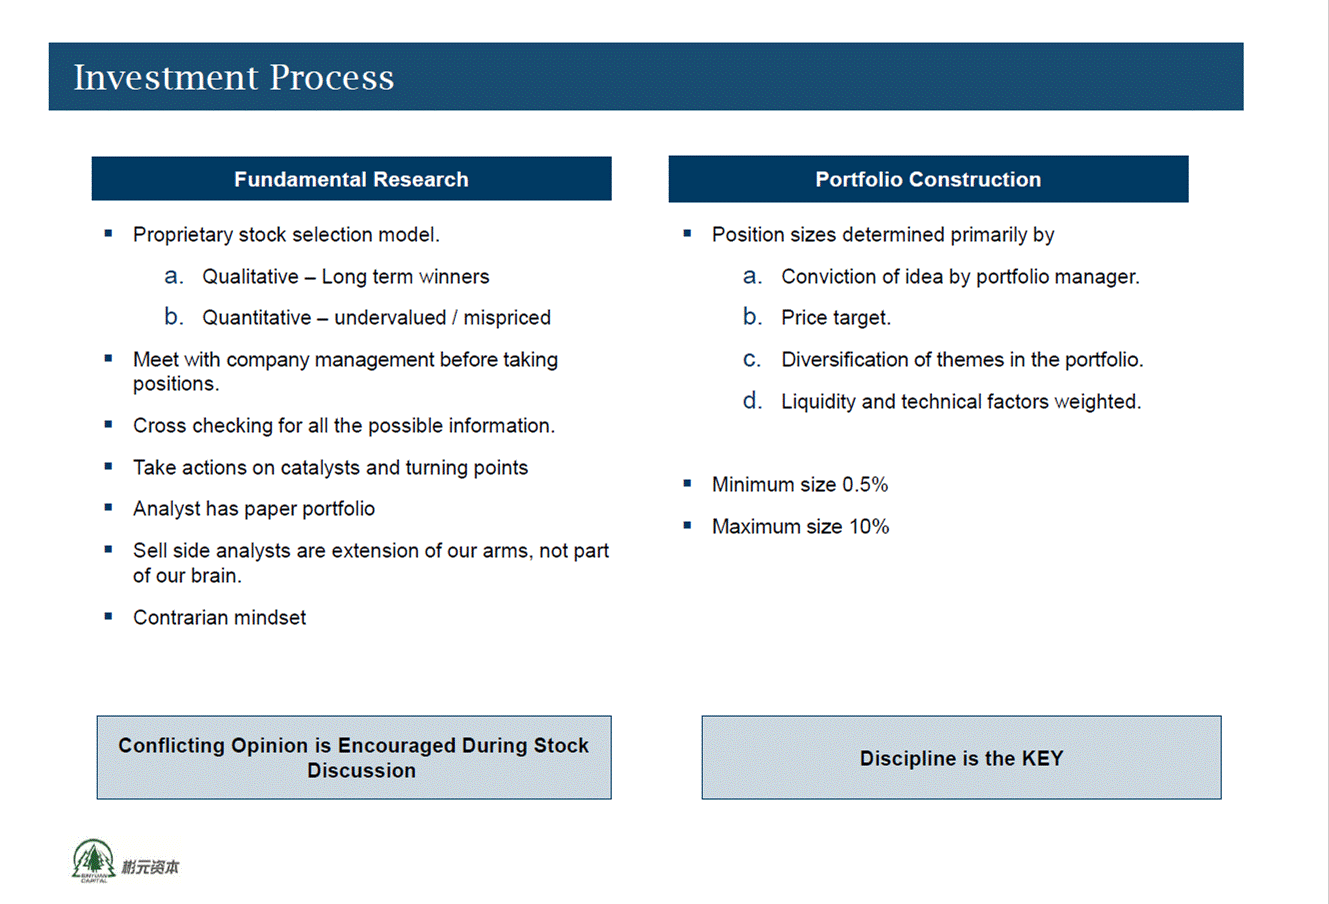 Investment Process
Fundamental Research
▪ Proprietary stock selection model.
a. Qualitative – Long term winners
b. Quantitative – undervalued / mispriced
▪ Meet with company management before taking
positions.
▪ Cross checking for all the possible information.
▪ Take actions on catalysts and turning points
▪ Analyst has paper portfolio
▪ Sell side analysts are extension of our arms, not part
of our brain.
▪ Contrarian mindset
Conflicting Opinion is Encouraged During Stock
Discussion
Portfolio Construction
▪ Position sizes determined primarily by
a. Conviction of idea by portfolio manager.
b. Price target.
c. Diversification of themes in the portfolio.
d. Liquidity and technical factors weighted.
▪ Minimum size 0.5%
▪ Maximum size 10%
Discipline is the KEY
BINYUAN
CAPITAL
彬元资本